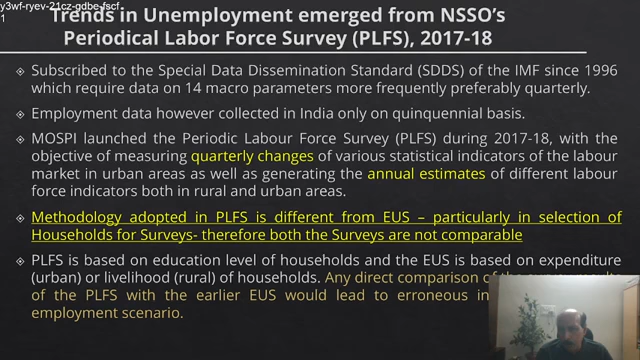 y3wf-ryev-21cz-gdbe-fscf
1
Trends in Unemployment emerged from NSSO's
Periodical Labor Force Survey (PLFS), 2017-18
Subscribed to the Special Data Dissemination Standard (SDDS) of the IMF since 1996
which require data on 14 macro parameters more frequently preferably quarterly.
Employment data however collected in India only on quinquennial basis.
MOSPI launched the Periodic Labour Force Survey (PLFS) during 2017-18, with the
objective of measuring quarterly changes of various statistical indicators of the labour
market in urban areas as well as generating the annual estimates of different labour
force indicators both in rural and urban areas.
Methodology adopted in PLFS is different from EUS – particularly in selection of
Households for Surveys- therefore both the Surveys are not comparable
PLFS is based on education level of households and the EUS is based on expenditure
(urban) or livelihood (rural) of households. Any direct comparison of
of the PLFS with the earlier EUS would lead to erroneous
employment scenario.